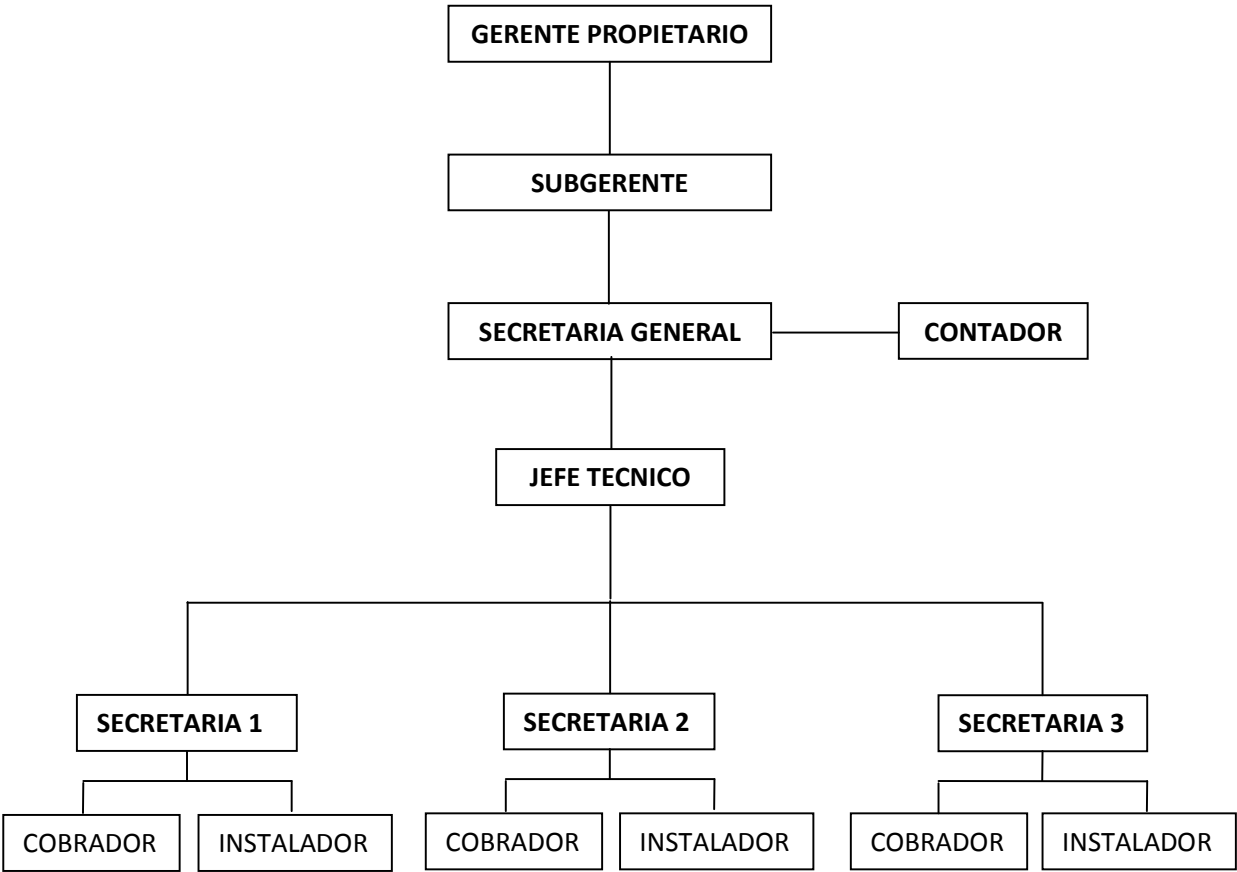 GERENTE PROPIETARIO
SUBGERENTE
SECRETARIA GENERAL
CONTADOR
JEFE TECNICO
SECRETARIA 1
SECRETARIA 2
SECRETARIA 3
COBRADOR
INSTALADOR
COBRADOR
INSTALADOR
COBRADOR
INSTALADOR